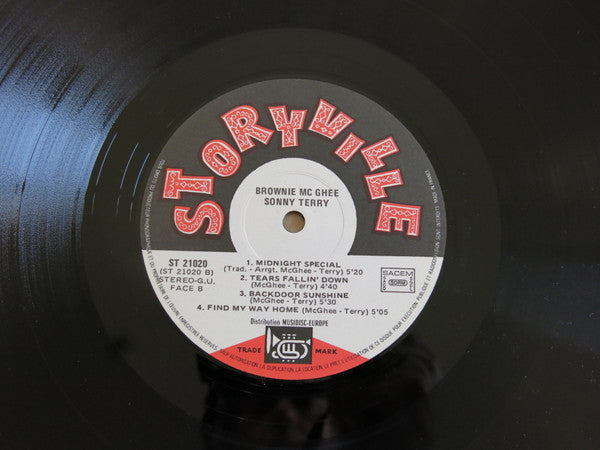 STORYVILLE
BROWNIE MC GHEE
SONNY TERRY
ST 21020
(ST 21020 B)
STEREO-G.U.
FACE B
1. MIDNIGHT SPECIAL
(Trad. - Arrgt. McGhee - Terry) 5'20
2. TEARS FALLIN' DOWN
(McGhee - Terry) 4'40
3. BACKDOOR SUNSHINE
(McGhee - Terry) 5'30
4. FIND MY WAY HOME (McGhee - Terry) 5'05
SACEM
SDRM
Distribution MUSIDISC-EUROPE
TRADE MARK